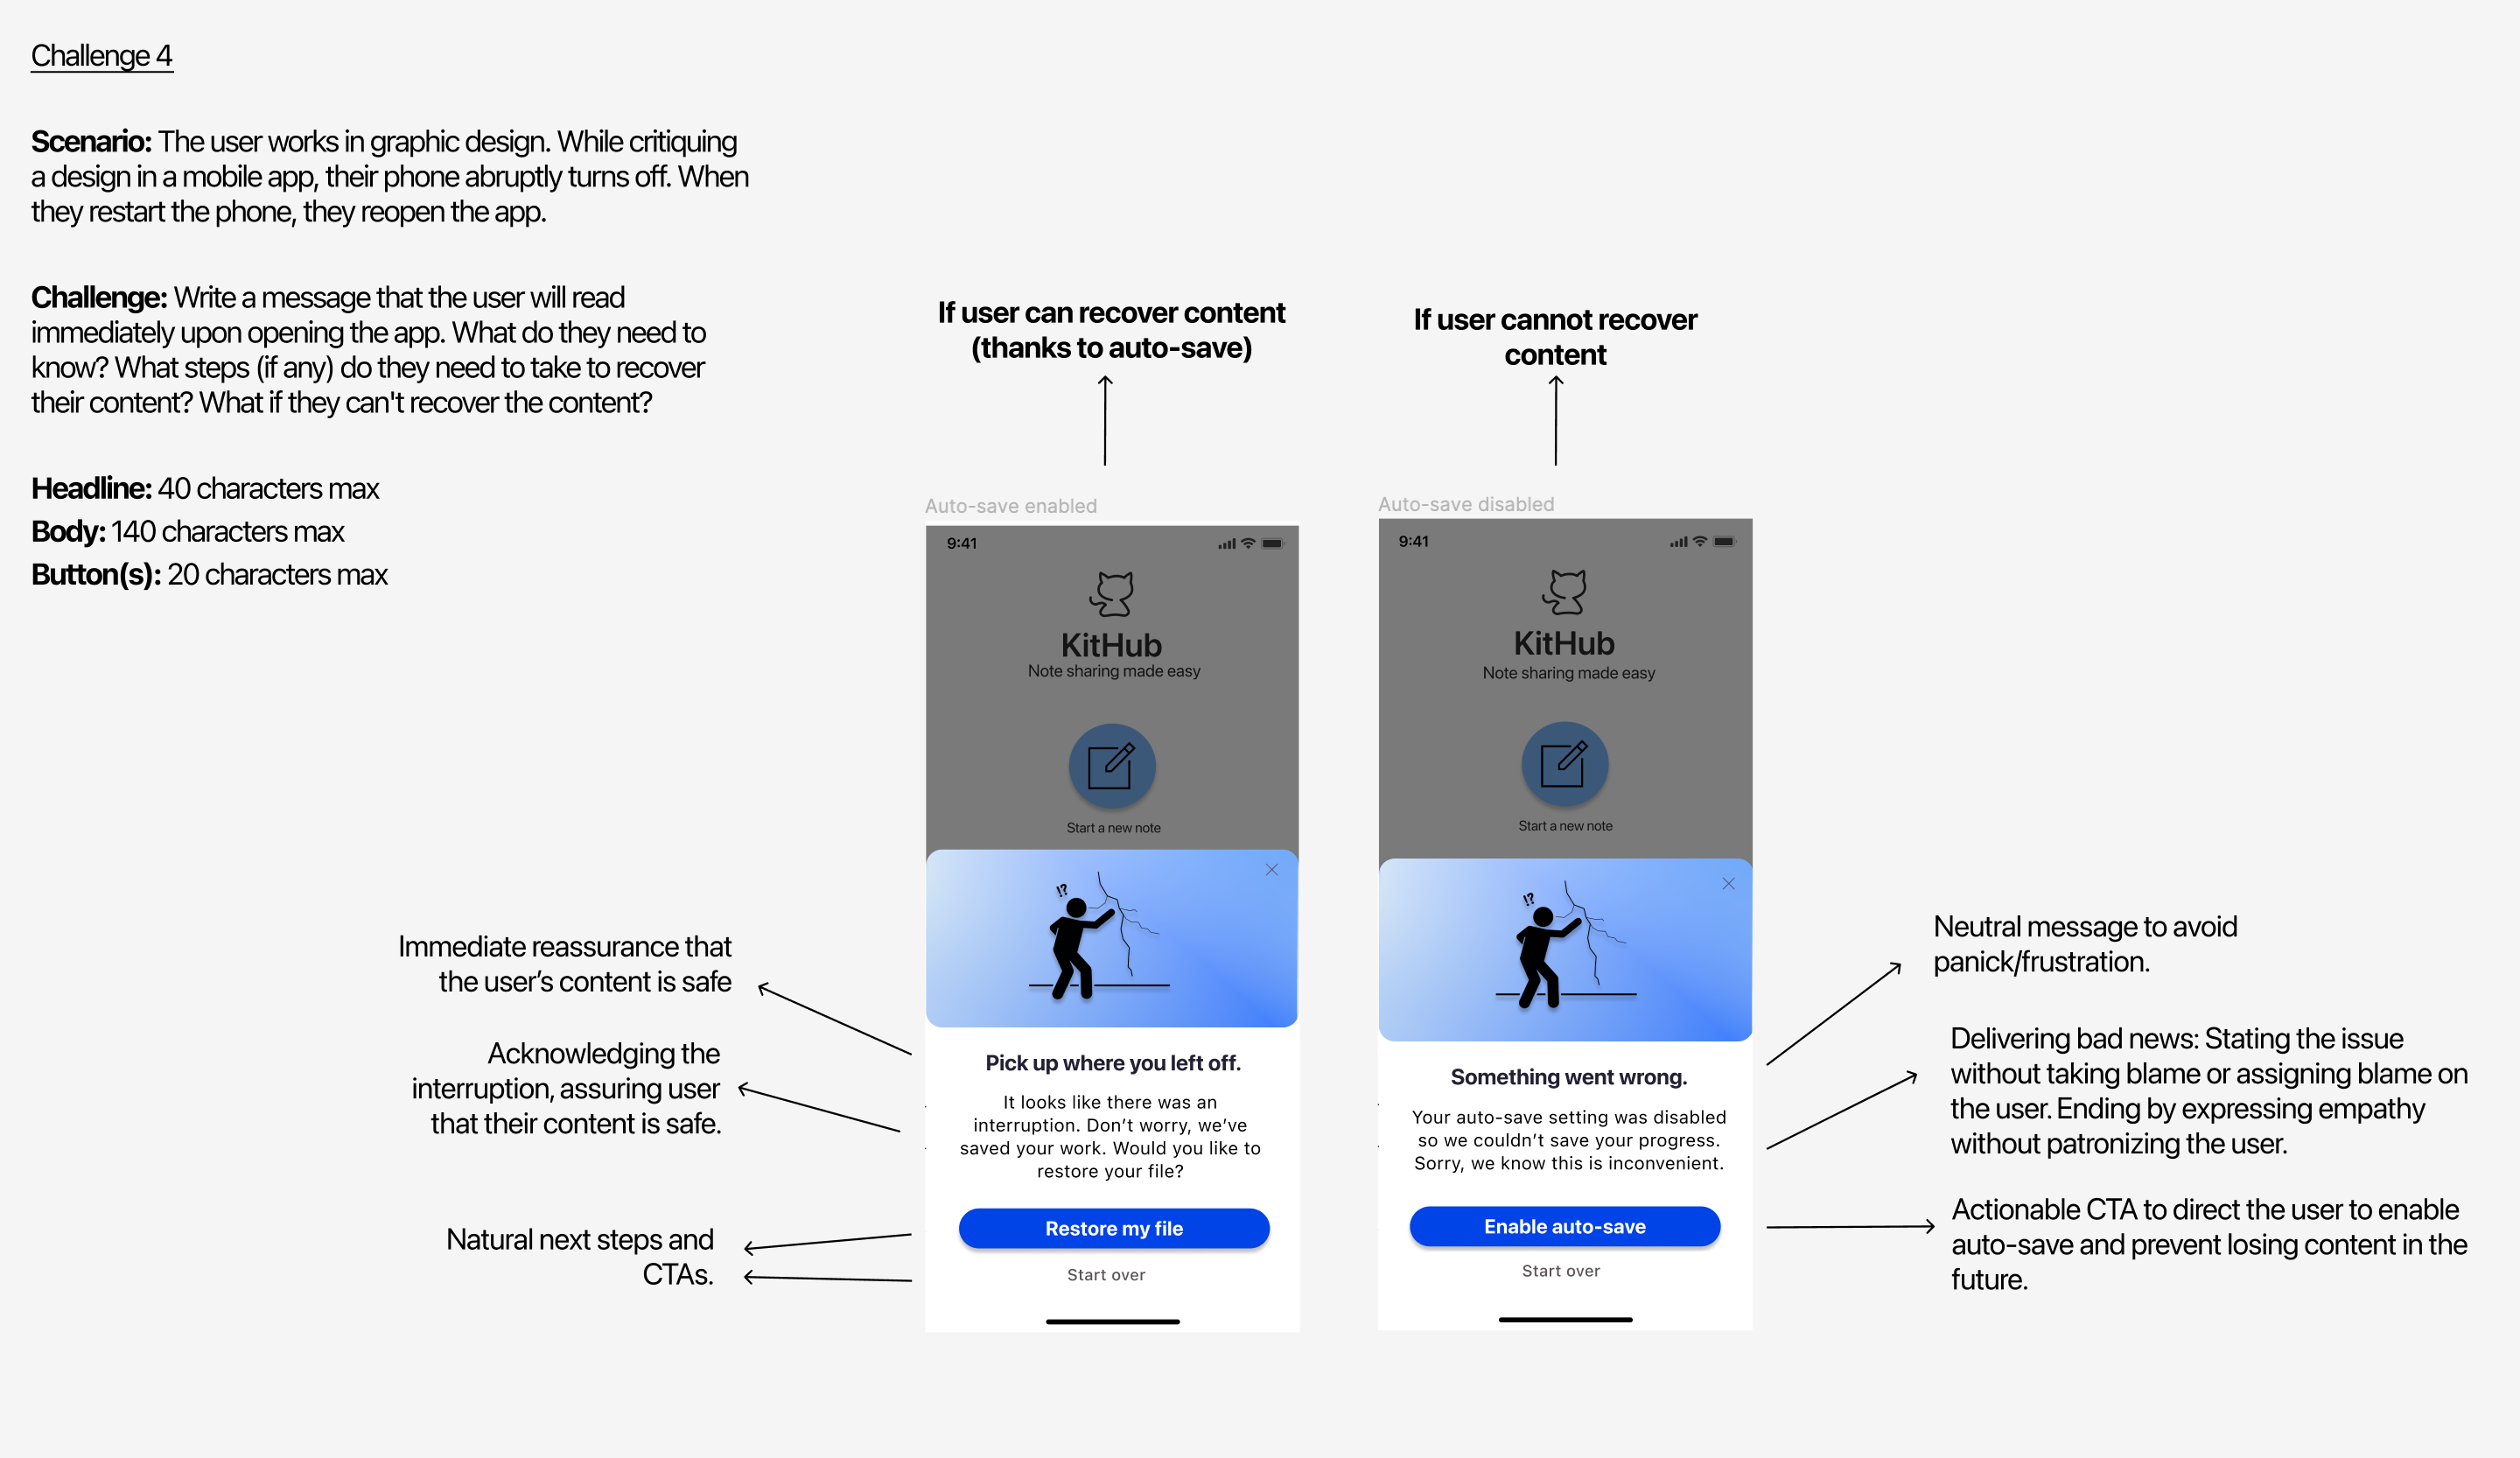 Challenge 4
Scenario: The user works in graphic design. While critiquing
a design in a mobile app, their phone abruptly turns off. When
they restart the phone, they reopen the app.
Challenge: Write a message that the user will read
immediately upon opening the app. What do they need to
know? What steps (if any) do they need to take to recover
their content? What if they can't recover the content?
Headline: 40 characters max
Body: 140 characters max
Button(s): 20 characters max
If user can recover content
(thanks to auto-save)
Auto-save enabled
9:41
KitHub
Note sharing made easy
Start a new note
!?
Pick up where you left off.
It looks like there was an
interruption. Don’t worry, we’ve
saved your work. Would you like to
restore your file?
Restore my file
Start over
Immediate reassurance that
the user’s content is safe
Acknowledging the
interruption, assuring user
that their content is safe.
Natural next steps and
CTAs.
If user cannot recover
content
Auto-save disabled
9:41
KitHub
Note sharing made easy
Start a new note
!?
Something went wrong.
Your auto-save setting was disabled
so we couldn’t save your progress.
Sorry, we know this is inconvenient.
Enable auto-save
Start over
Neutral message to avoid
panick/frustration.
Delivering bad news: Stating the issue
without taking blame or assigning blame on
the user. Ending by expressing empathy
without patronizing the user.
Actionable CTA to direct the user to enable
auto-save and prevent losing content in the
future.